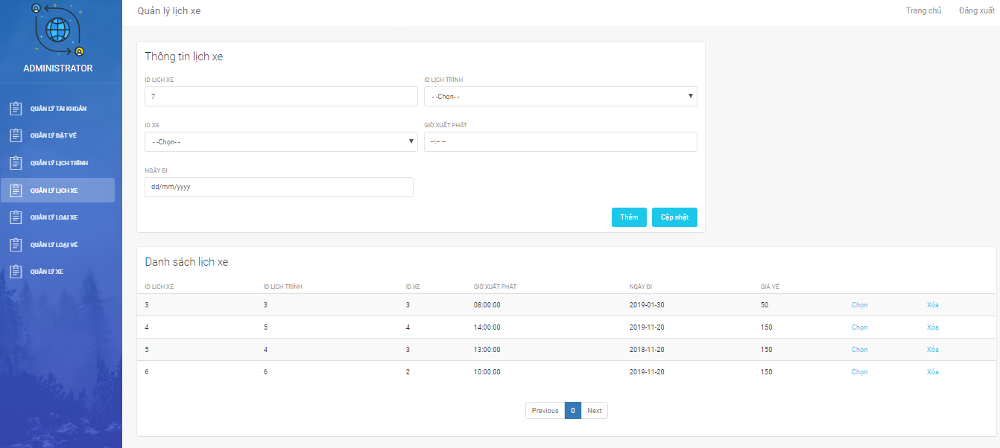 Quản lý lịch xe
Trang chủ Đăng xuất
ADMINISTRATOR
QUẢN LÝ TÀI KHOẢN
QUẢN LÝ ĐẶT VÉ
QUẢN LÝ LỊCH TRÌNH
QUẢN LÝ LỊCH XE
QUẢN LÝ LOẠI XE
QUẢN LÝ LOẠI VÉ
QUẢN LÝ XE
Thông tin lịch xe
ID LỊCH XE ID LỊCH TRÌNH
7 - -Chọn- -
ID XE GIỜ XUẤT PHÁT
- -Chọn- - --:-- --
NGÀY ĐI
dd/mm/yyyy
Thêm Cập nhật
Danh sách lịch xe
ID LỊCH XE ID LỊCH TRÌNH ID XE GIỜ XUẤT PHÁT NGÀY ĐI GIÁ VÉ
3 3 3 08:00:00 2019-01-30 50 Chọn Xóa
4 5 4 14:00:00 2019-11-20 150 Chọn Xóa
5 4 3 13:00:00 2018-11-20 150 Chọn Xóa
6 6 2 10:00:00 2019-11-20 150 Chọn Xóa
Previous 0 Next